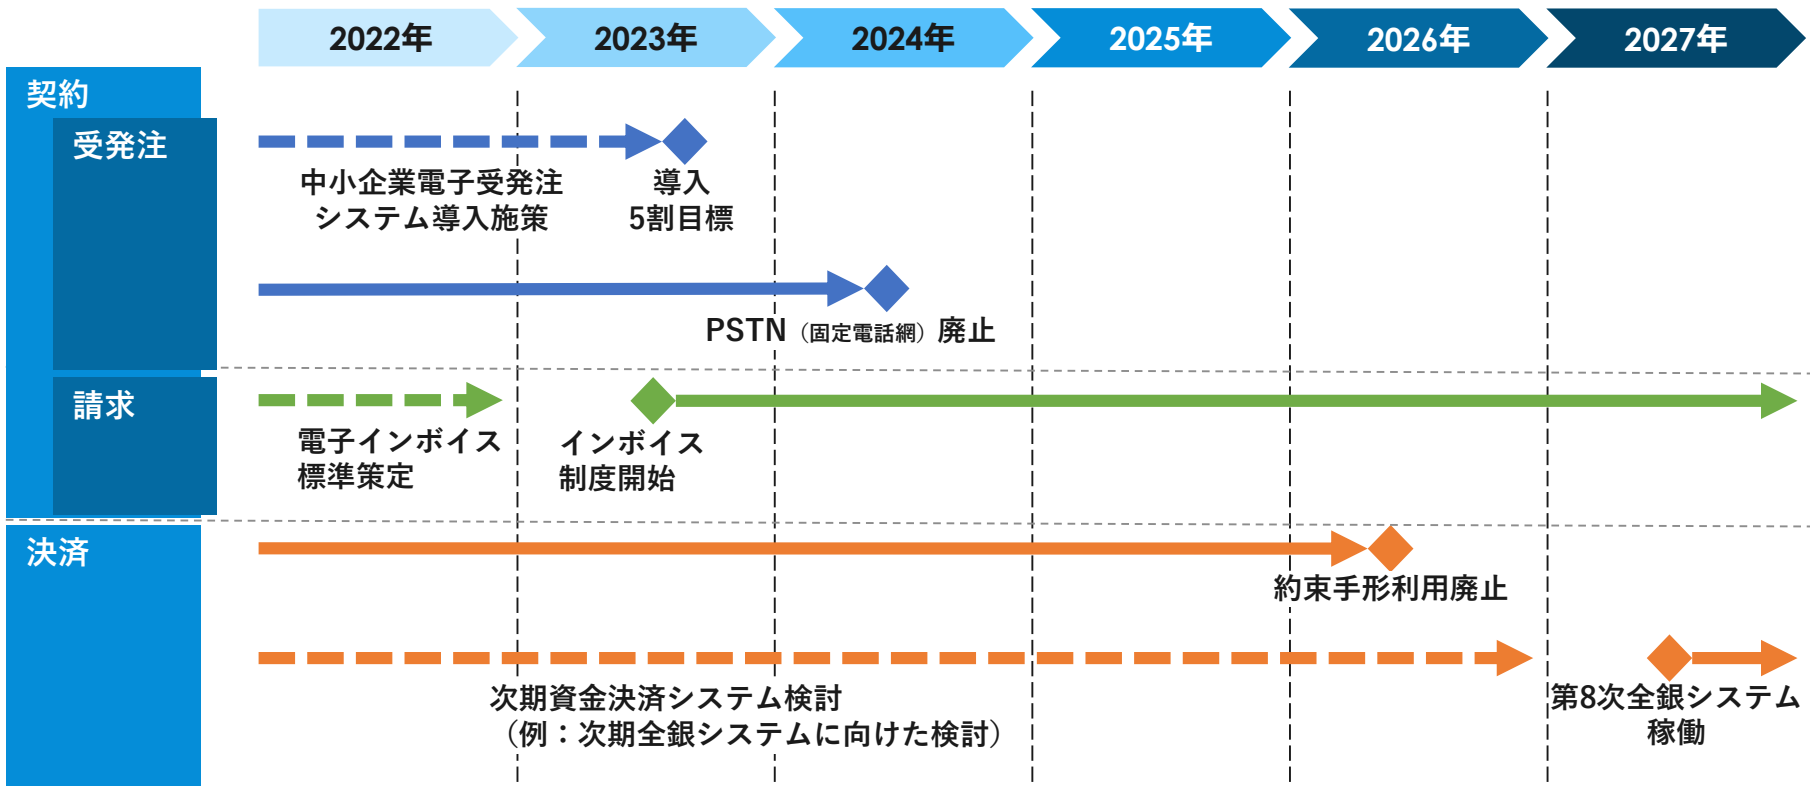 2022年
2023年
2024年
2025年
2026年
2027年
契約
受発注
中小企業電子受発注
システム導入施策
導入
5割目標
PSTN（固定電話網）廃止
請求
電子インボイス
標準策定
インボイス
制度開始
決済
約束手形利用廃止
次期資金決済システム検討
（例：次期全銀システムに向けた検討）
第8次全銀システム
稼働